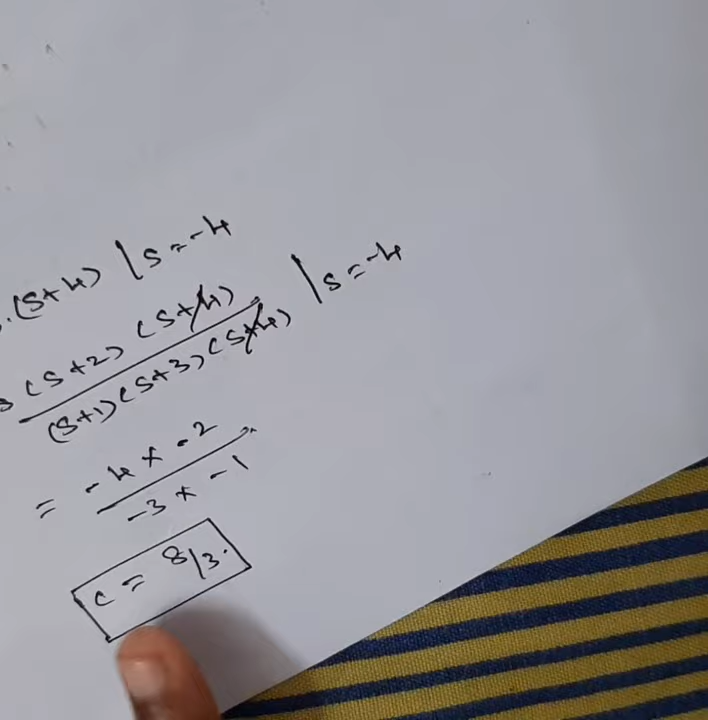 .(s+4) | s=-4
s(s+2)(s+4) | s=-4
(s+1)(s+3)(s+4)
= -4 x -2
-3 x -1
c = 8/3.